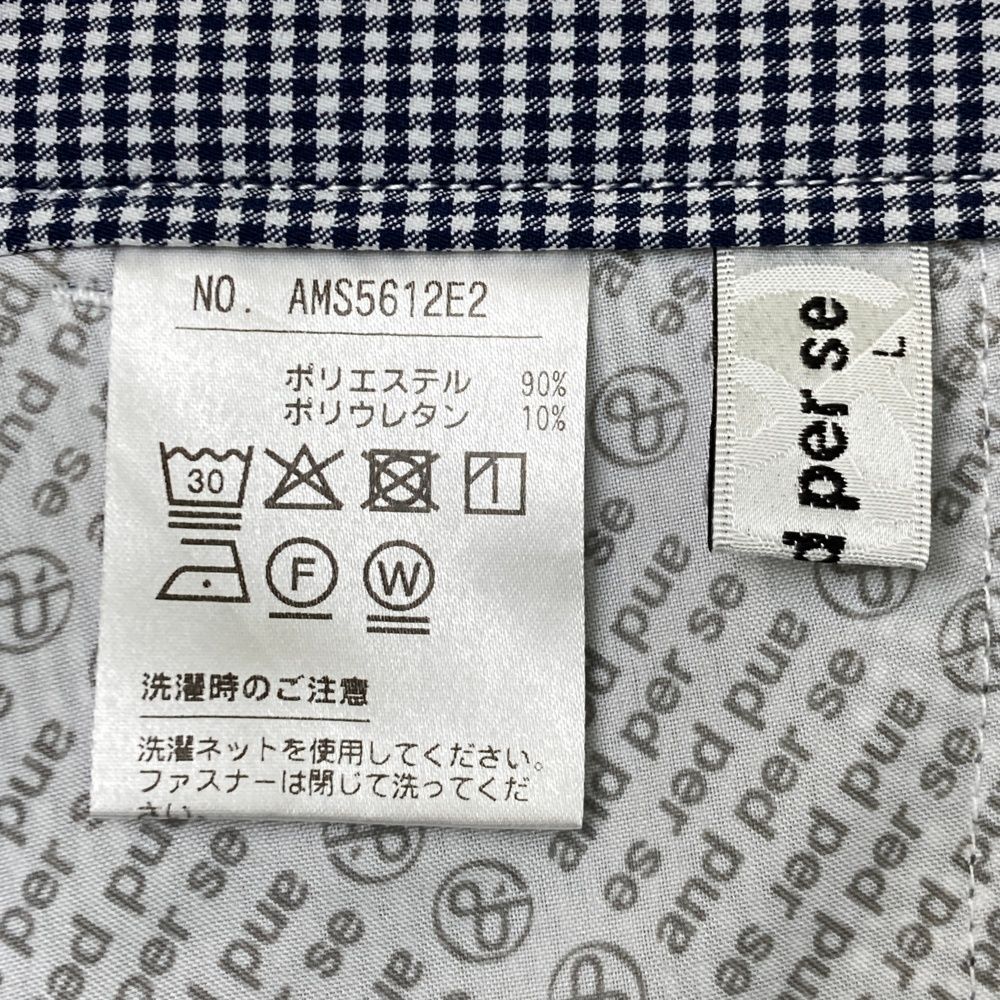 NO. AMS5612E2
ポリエステル 90%
ポリウレタン 10%
30
F
W
洗濯時のご注意
洗濯ネットを使用してください。
ファスナーは閉じて洗ってくだ
さい
d per se
L
and per se
and per se
and per se
and per se